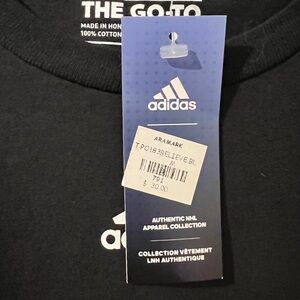 THE GO-TO
MADE IN HON
100% COTTON
adidas
ARAMARK
M
791
$ 30.00
AUTHENTIC NHL
APPAREL COLLECTION
COLLECTION VÊTEMENT
LNH AUTHENTIQUE
a